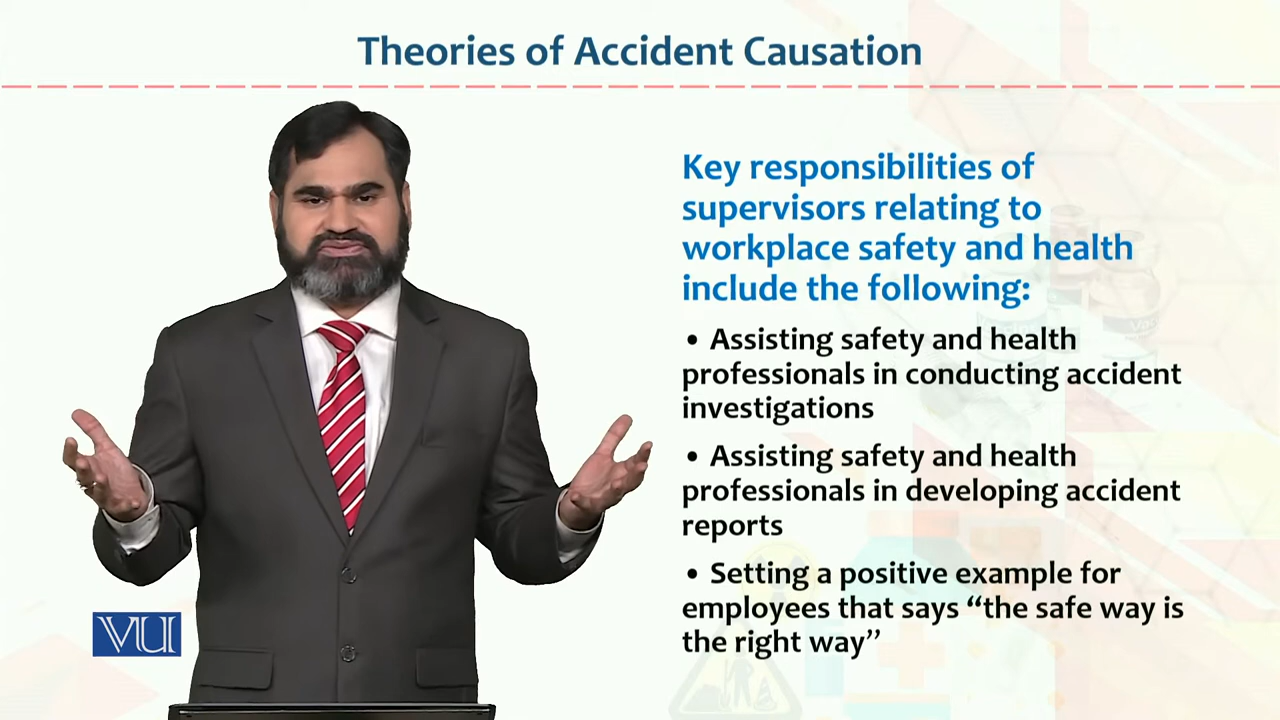 Theories of Accident Causation
Key responsibilities of
supervisors relating to
workplace safety and health
include the following:
• Assisting safety and health
professionals in conducting accident
investigations
• Assisting safety and health
professionals in developing accident
reports
• Setting a positive example for
employees that says “the safe way is
the right way”
VU